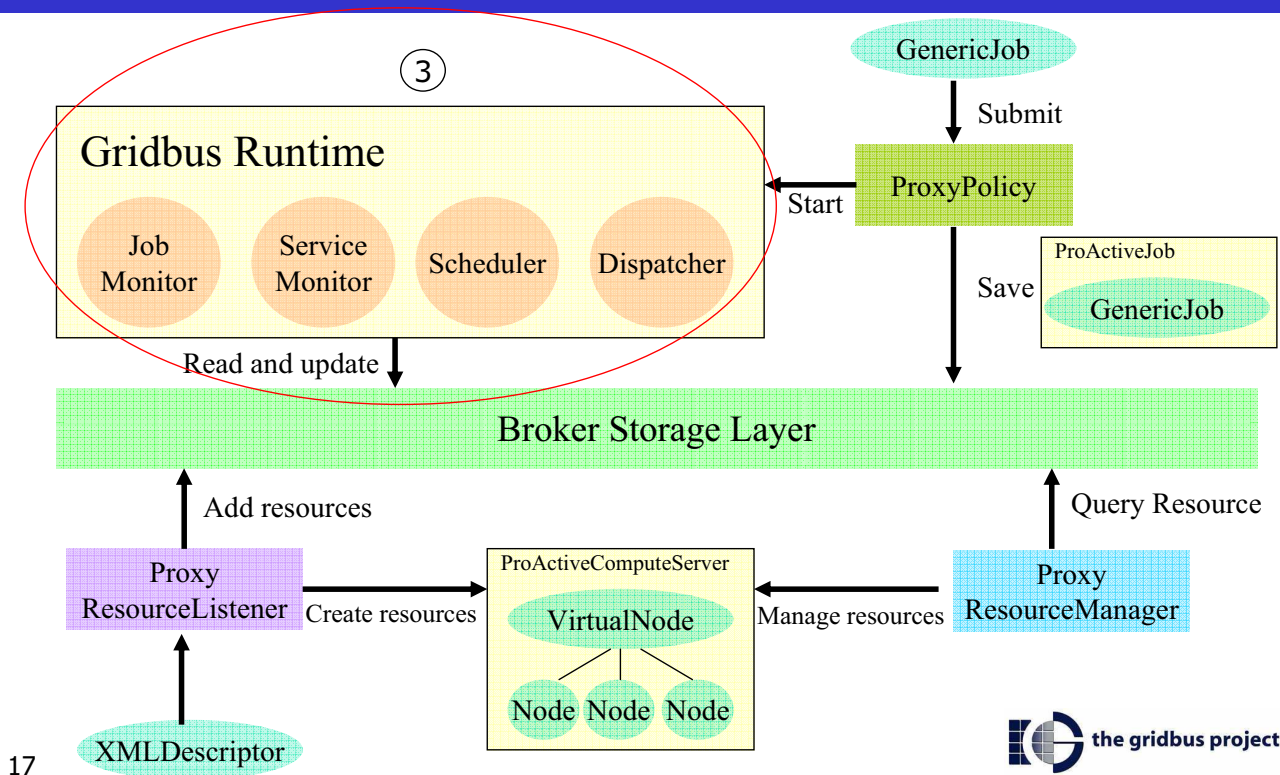 ③
GenericJob
Submit
Gridbus Runtime
ProxyPolicy
Start
Job
Monitor
Service
Monitor
Scheduler
Dispatcher
ProActiveJob
Save
GenericJob
Read and update
Broker Storage Layer
Add resources
Query Resource
Proxy
ResourceListener
Create resources
ProActiveComputeServer
VirtualNode
Node Node Node
Manage resources
Proxy
ResourceManager
XMLDescriptor
the gridbus project
17